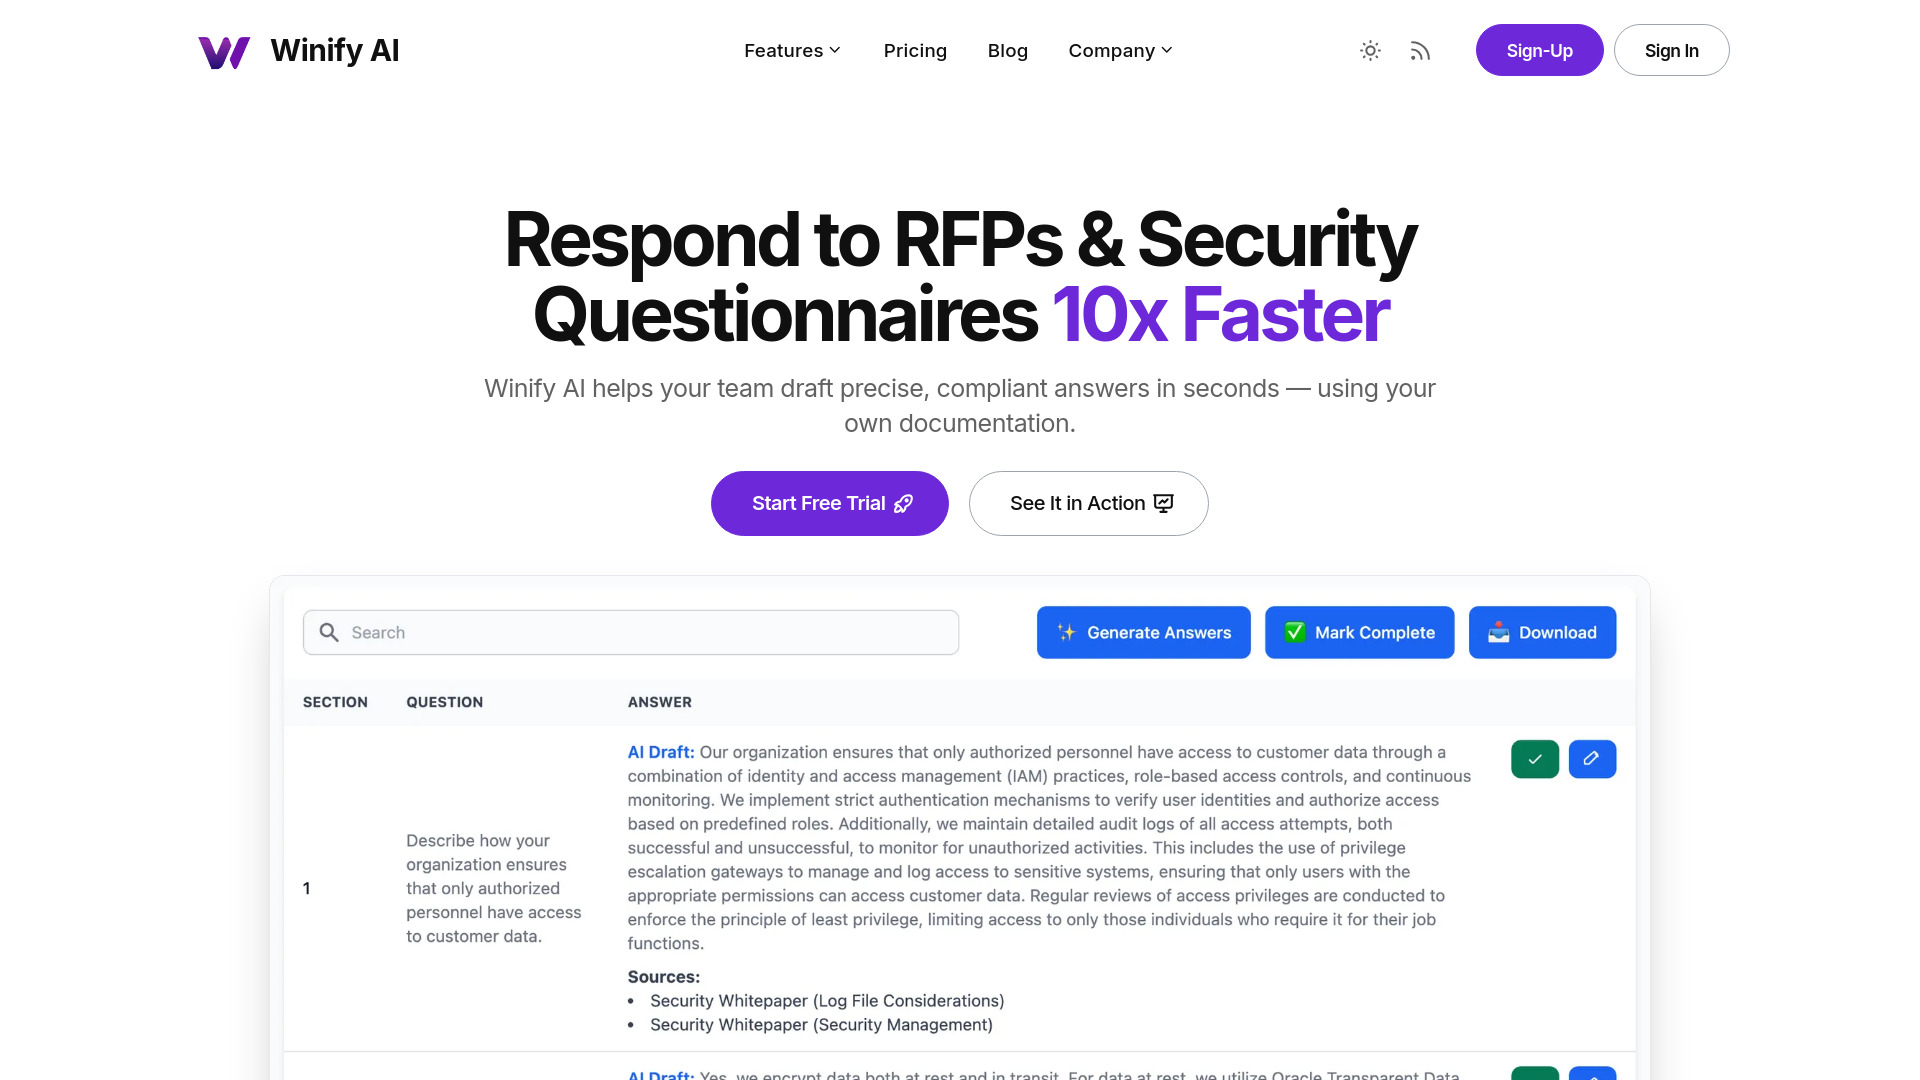 Winify AI
Features
Pricing
Blog
Company
Sign-Up
Sign In
Respond to RFPs & Security
Questionnaires 10x Faster
Winify AI helps your team draft precise, compliant answers in seconds — using your
own documentation.
Start Free Trial
See It in Action
Search
✨ Generate Answers
✅ Mark Complete
📥 Download
SECTION
QUESTION
ANSWER
1
Describe how your
organization ensures
that only authorized
personnel have access
to customer data.
AI Draft: Our organization ensures that only authorized personnel have access to customer data through a
combination of identity and access management (IAM) practices, role-based access controls, and continuous
monitoring. We implement strict authentication mechanisms to verify user identities and authorize access
based on predefined roles. Additionally, we maintain detailed audit logs of all access attempts, both
successful and unsuccessful, to monitor for unauthorized activities. This includes the use of privilege
escalation gateways to manage and log access to sensitive systems, ensuring that only users with the
appropriate permissions can access customer data. Regular reviews of access privileges are conducted to
enforce the principle of least privilege, limiting access to only those individuals who require it for their job
functions.
Sources:
• Security Whitepaper (Log File Considerations)
• Security Whitepaper (Security Management)
AI Draft: Yes, we encrypt data both at rest and in transit. For data at rest, we utilize Oracle Transparent Data